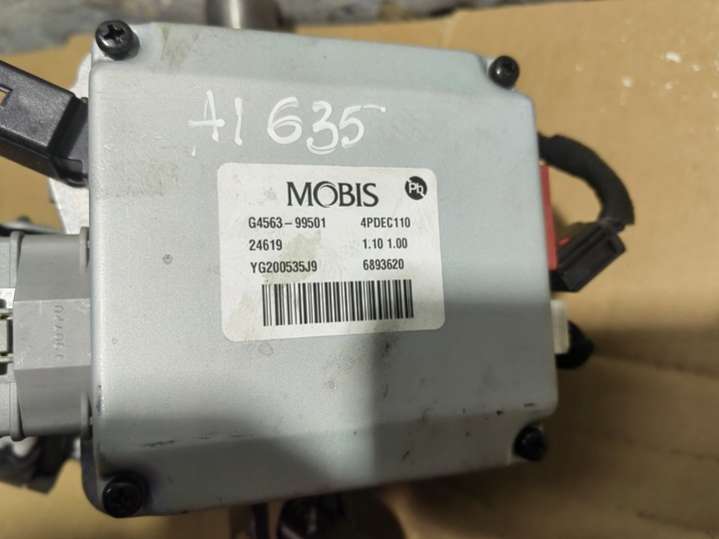 A1 635
MOBIS Pb
G4563-99501 4PDEC110
24619 1.10 1.00
YG200535J9 6893620